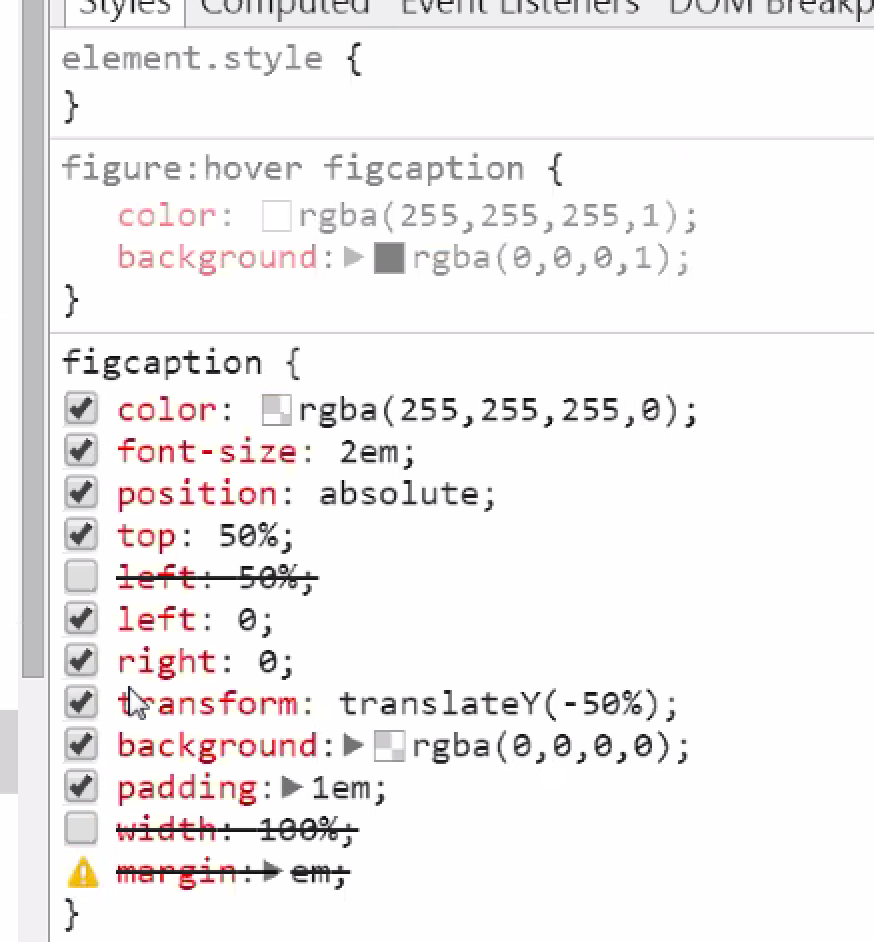 Styles Computed Event Listeners DOM Breakp
element.style {
}
figure:hover figcaption {
color: rgba(255,255,255,1);
background: rgba(0,0,0,1);
}
figcaption {
color: rgba(255,255,255,0);
font-size: 2em;
position: absolute;
top: 50%;
left: 50%;
left: 0;
right: 0;
transform: translateY(-50%);
background: rgba(0,0,0,0);
padding: 1em;
width: 100%;
margin: em;
}